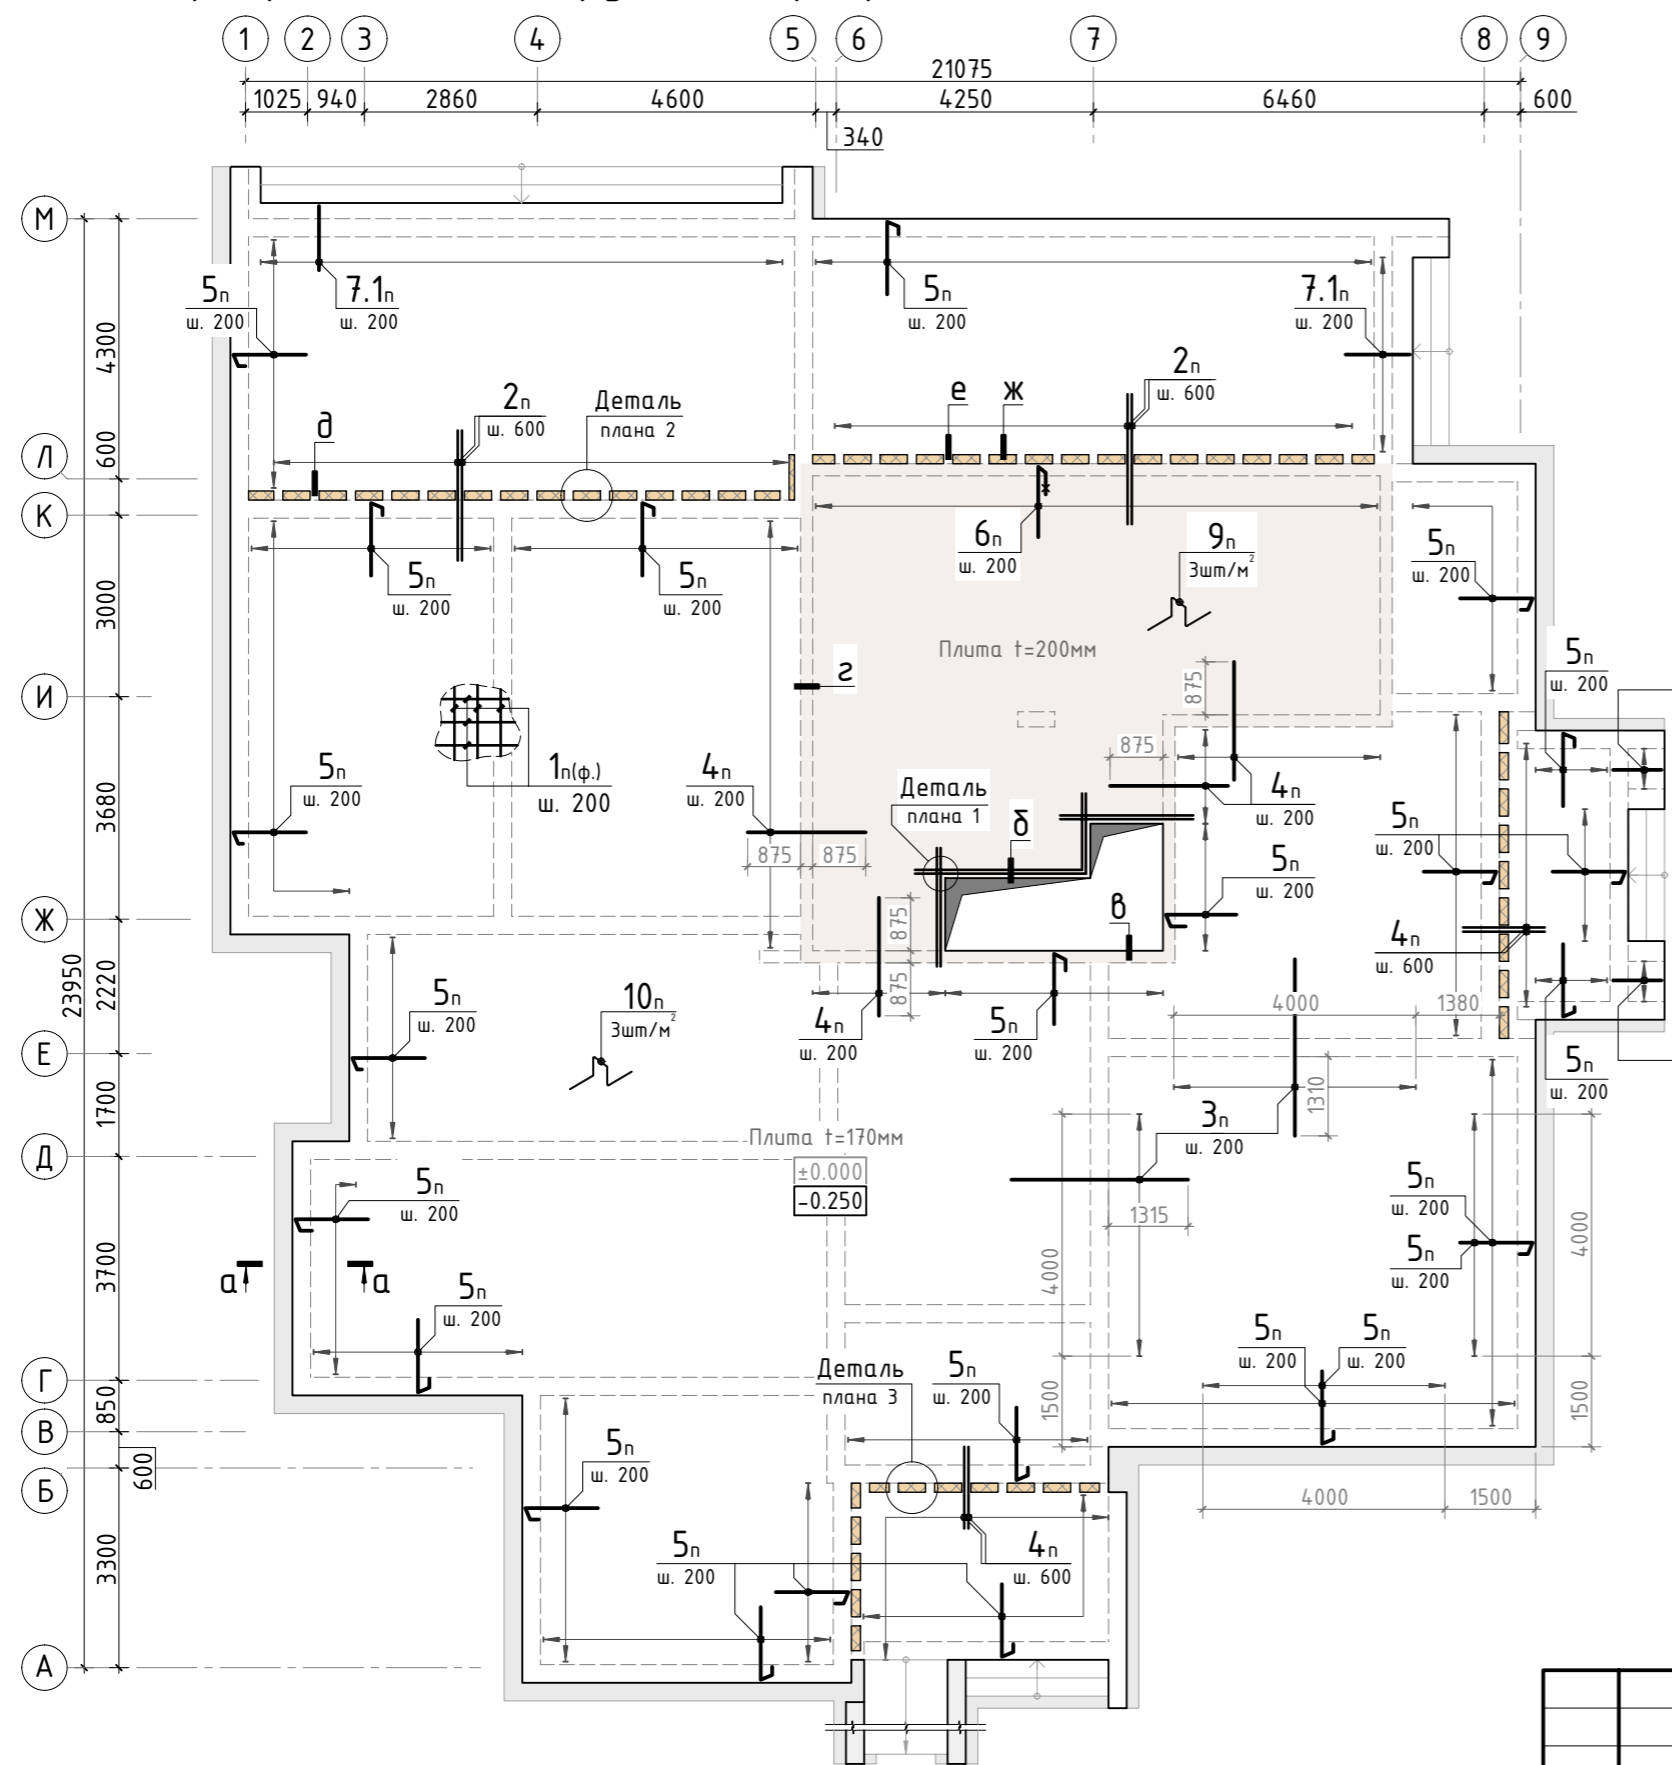 1 2 3 4 5 6 7 8 9
21075
1025 940 2860 4600 4250 6460 600
340
М
Л
К
И
Ж
Е
Д
Г
В
Б
А
23950
4300
600
3000
3680
2220
1700
3700
850
600
3300
5п
ш. 200
7.1п
ш. 200
5п
ш. 200
7.1п
ш. 200
д
2п
ш. 600
Деталь
плана 2
е
ж
2п
ш. 600
5п
ш. 200
5п
ш. 200
6п
ш. 200
9п
3шт/м²
5п
ш. 200
Плита t=200мм
г
5п
ш. 200
875
875
5п
ш. 200
1п(ф.)
ш. 200
4п
ш. 200
875 875
Деталь
плана 1
б
4п
ш. 200
5п
ш. 200
5п
ш. 200
в
4п
ш. 600
875
875
5п
ш. 200
10п
3шт/м²
4п
ш. 200
5п
ш. 200
4000 1380
1310
5п
ш. 200
3п
ш. 200
Плита t=170мм
±0.000
-0.250
5п
ш. 200
1315
5п
ш. 200
5п
ш. 200
4000
4000
а а
5п
ш. 200
5п
ш. 200
5п
ш. 200
Деталь
плана 3
5п
ш. 200
1500
1500
5п
ш. 200
4000 1500
5п
ш. 200
4п
ш. 600